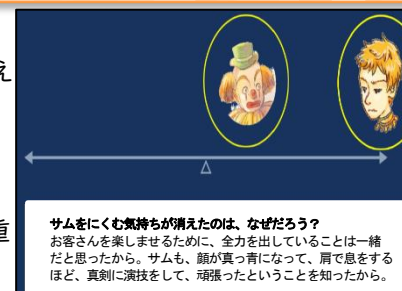 え
重
サムをにくむ気持ちが消えたのは、なぜだろう？
お客さんを楽しませるために、全力を出していることは一緒
だと思ったから。サムも、顔が真っ青になって、肩で息をする
ほど、真剣に演技をして、頑張ったということを知ったから。